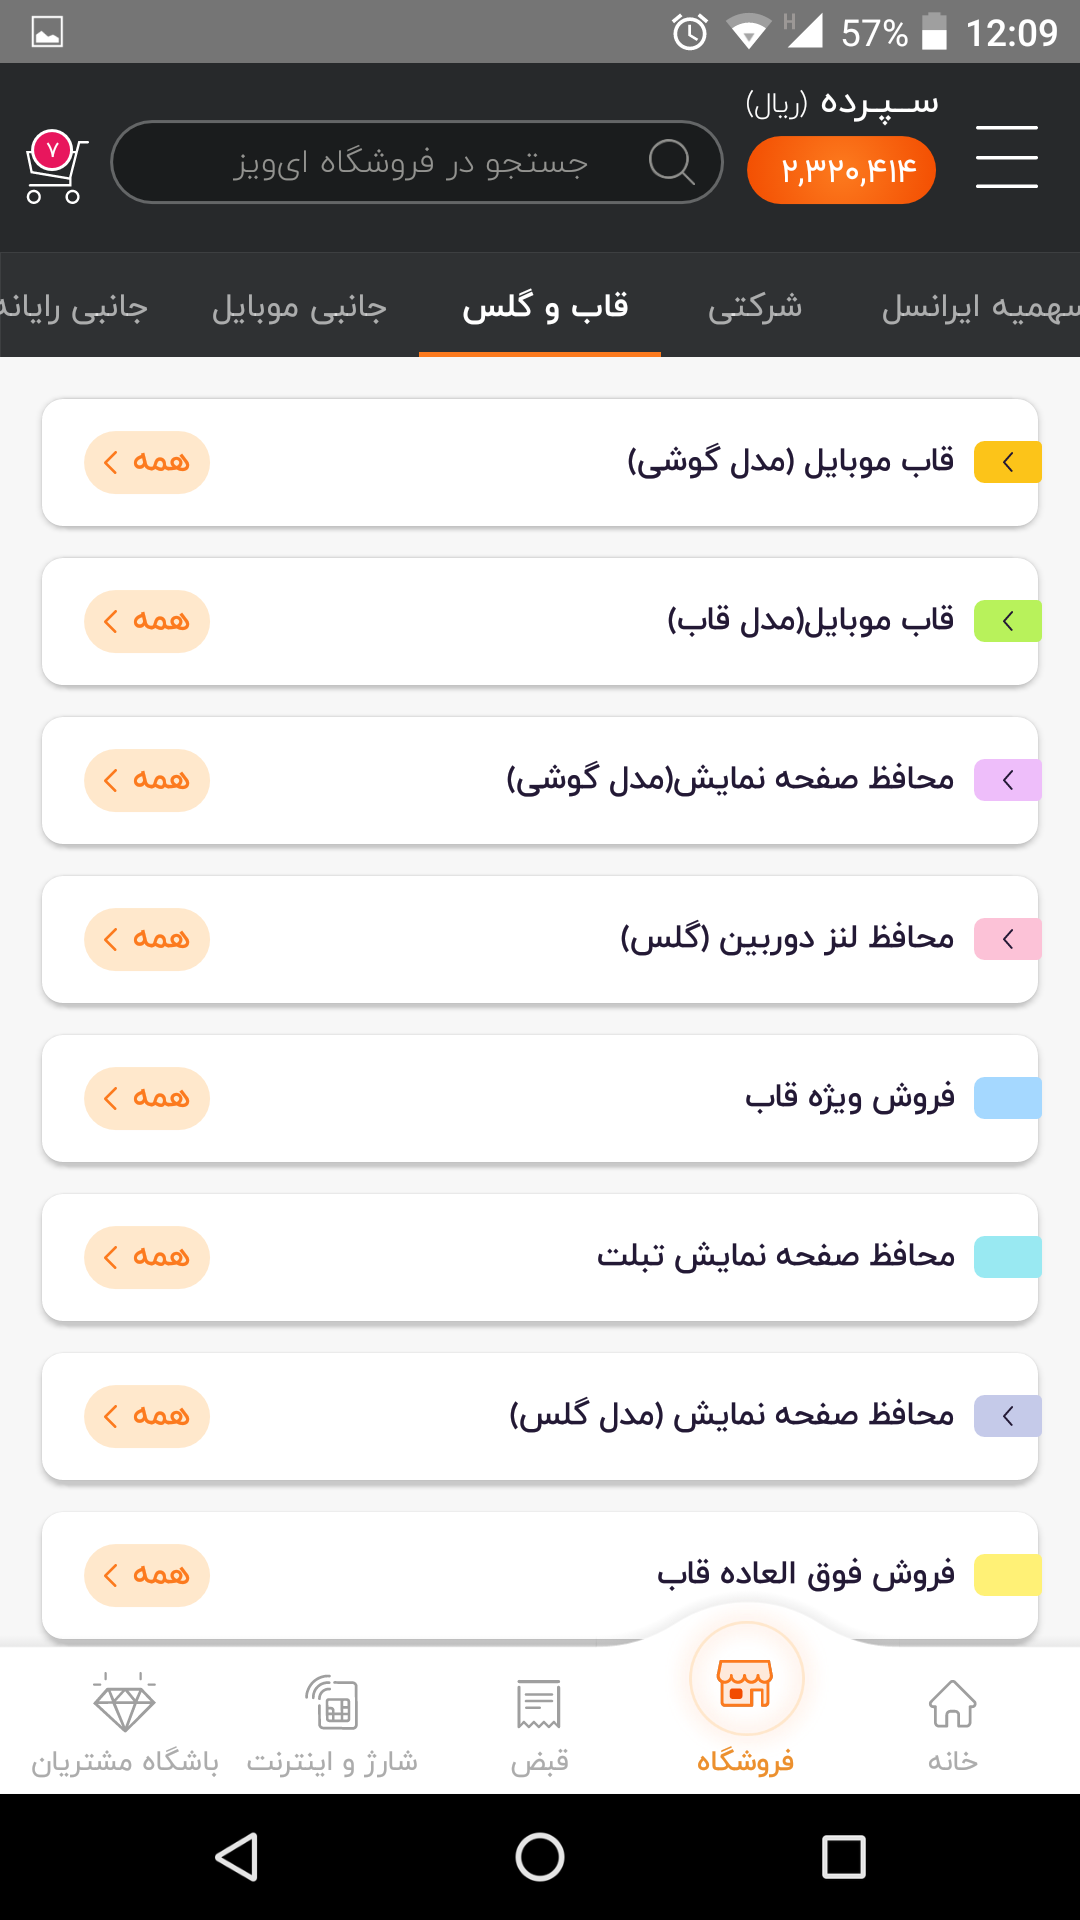 57% 12:09
سپرده (ریال)
۲,۳۲۰,۴۱۴
جستجو در فروشگاه ای‌ویز
۷
سهمیه ایرانسل شرکتی قاب و گلس جانبی موبایل جانبی رایانه
قاب موبایل (مدل گوشی) همه
قاب موبایل(مدل قاب) همه
محافظ صفحه نمایش(مدل گوشی) همه
محافظ لنز دوربین (گلس) همه
فروش ویژه قاب همه
محافظ صفحه نمایش تبلت همه
محافظ صفحه نمایش (مدل گلس) همه
فروش فوق العاده قاب همه
خانه فروشگاه قبض شارژ و اینترنت باشگاه مشتریان